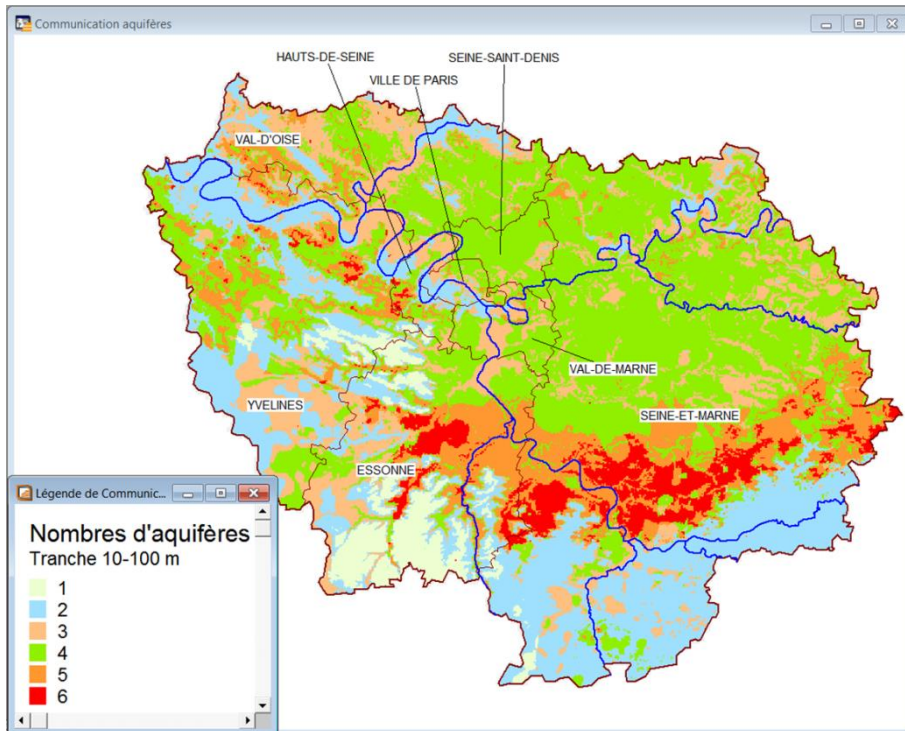 Communication aquifères
HAUTS-DE-SEINE
SEINE-SAINT-DENIS
VILLE DE PARIS
VAL-D'OISE
VAL-DE-MARNE
YVELINES
SEINE-ET-MARNE
ESSONNE
Légende de Communic...
Nombres d'aquifères
Tranche 10-100 m
1
2
3
4
5
6